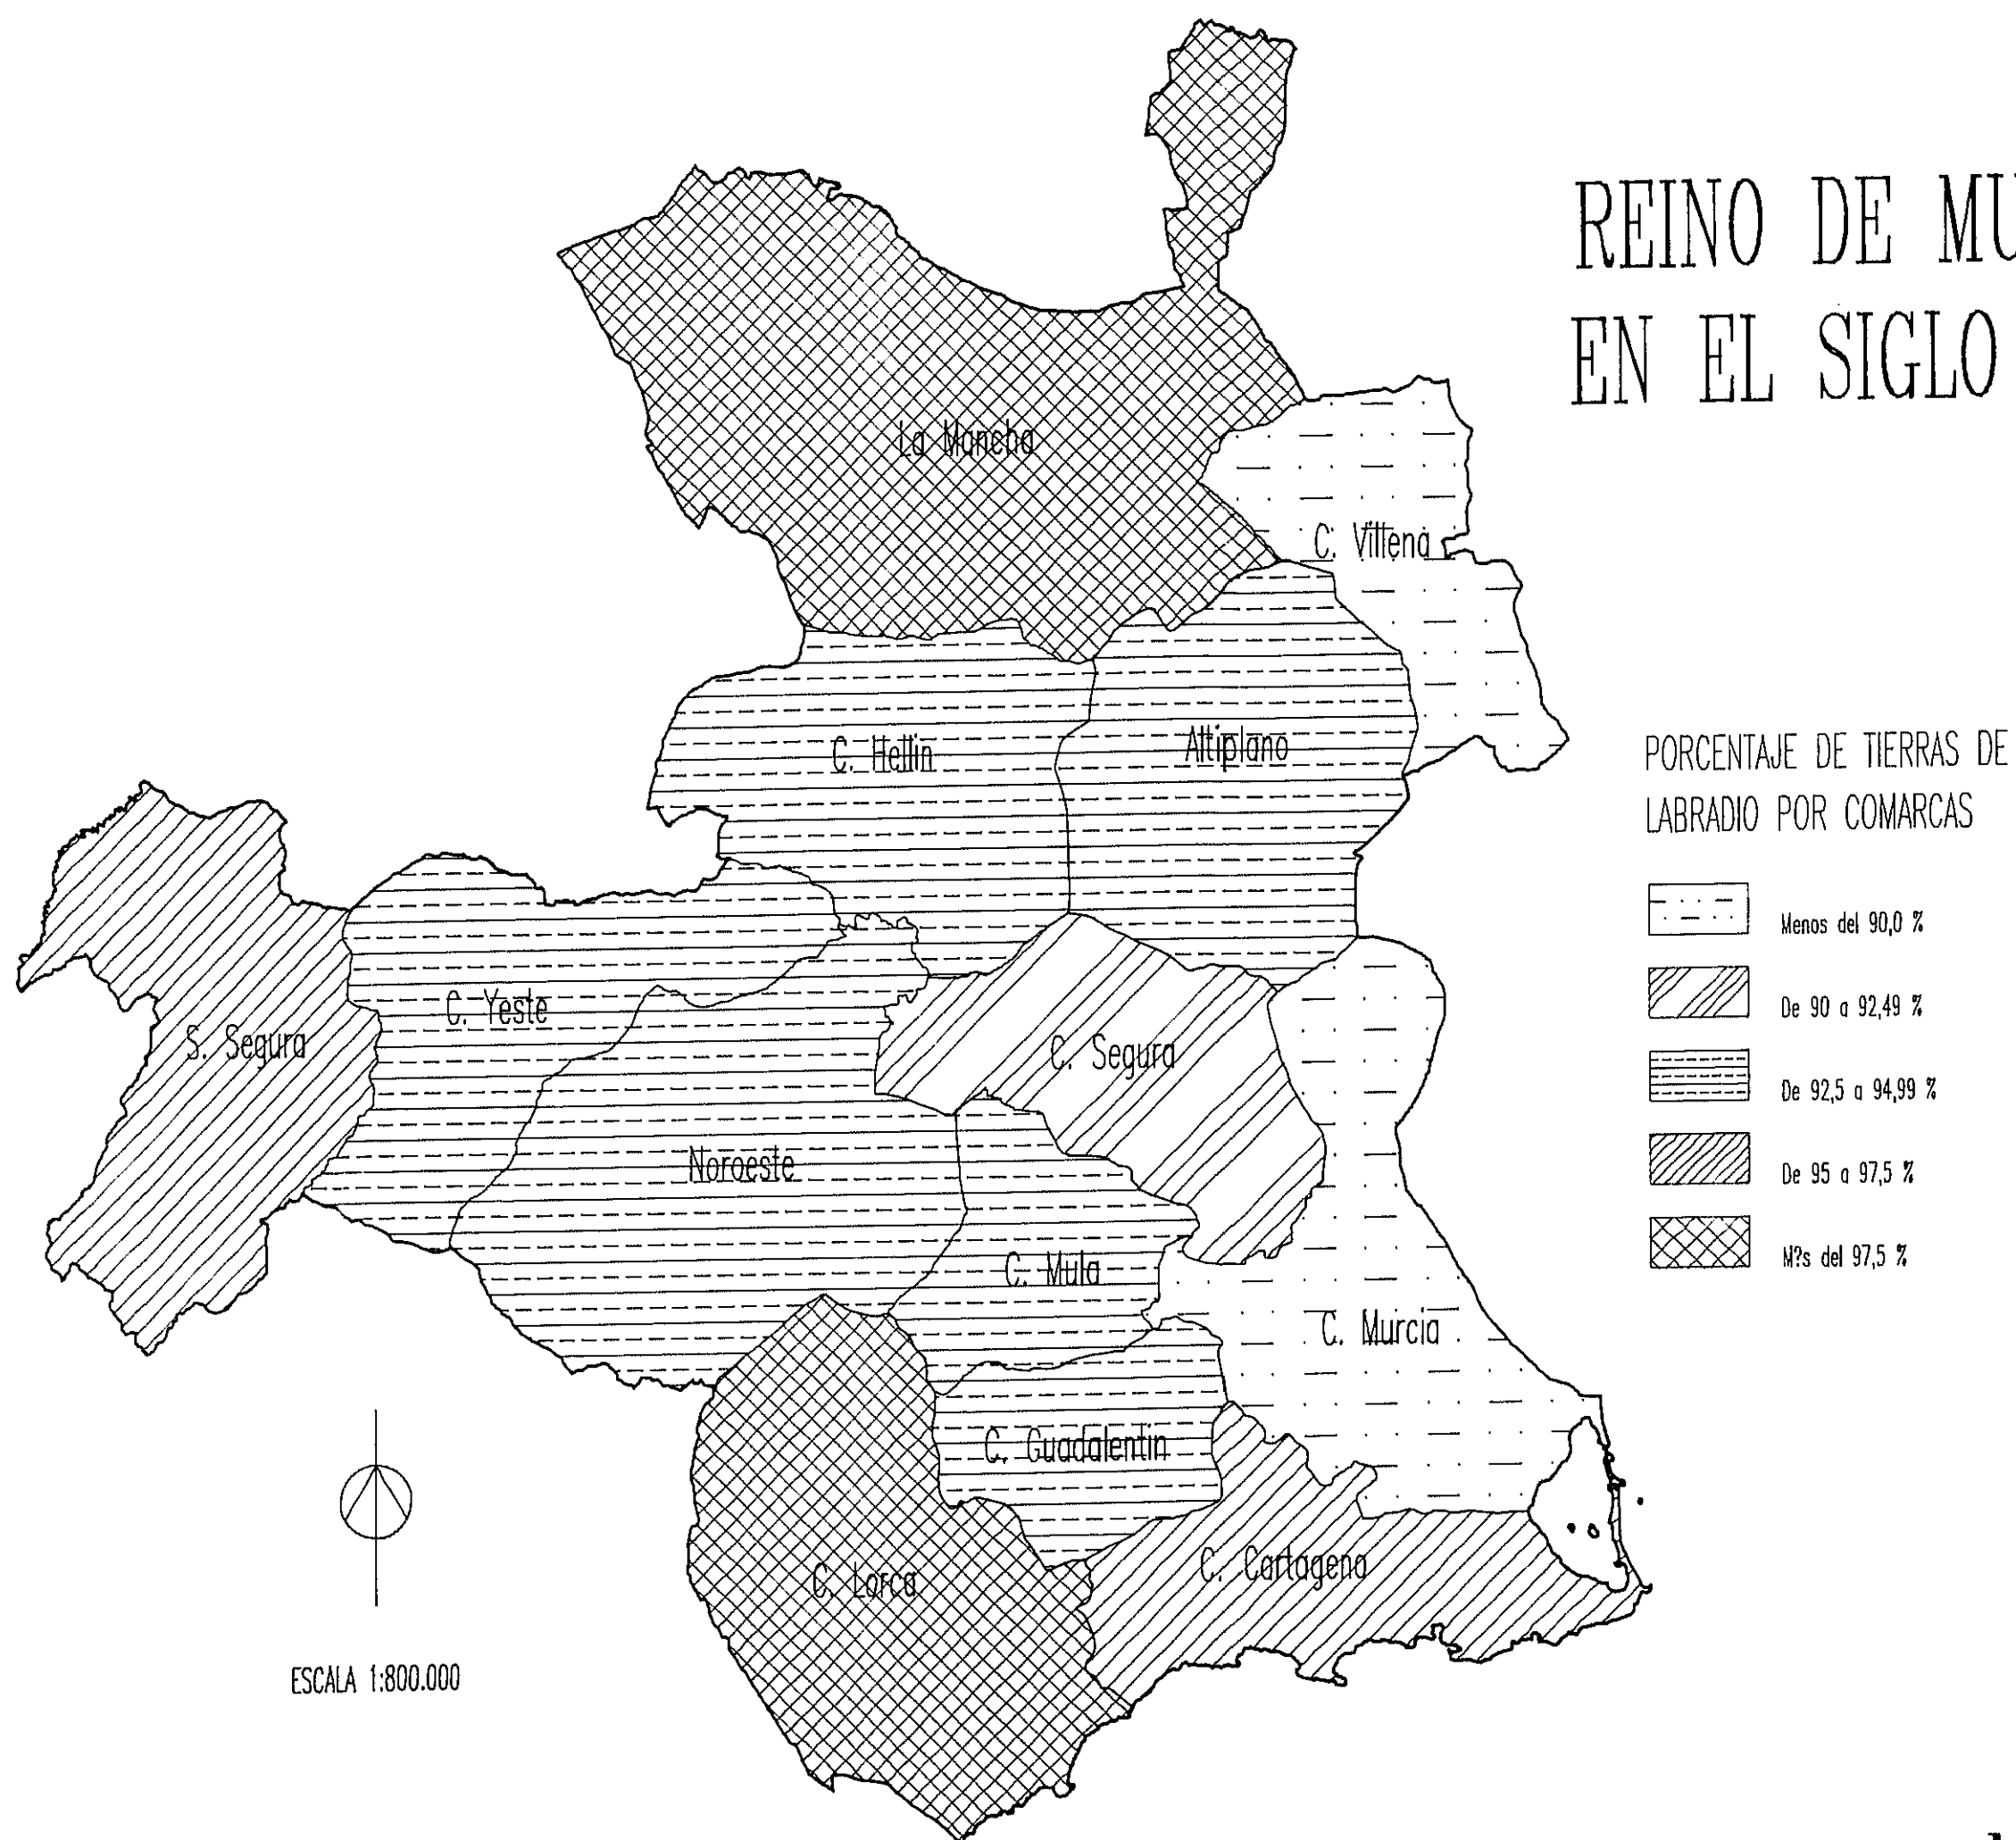 REINO DE MU
EN EL SIGLO
La Mancha
C. Villena
C. Hellin
Altiplano
PORCENTAJE DE TIERRAS DE
LABRADIO POR COMARCAS
Menos del 90,0 %
De 90 a 92,49 %
De 92,5 a 94,99 %
De 95 a 97,5 %
M?s del 97,5 %
S. Segura
C. Yeste
C. Segura
Noroeste
C. Mula
C. Murcia
C. Guadalentin
C. Lorca
C. Cartagena
ESCALA 1:800.000